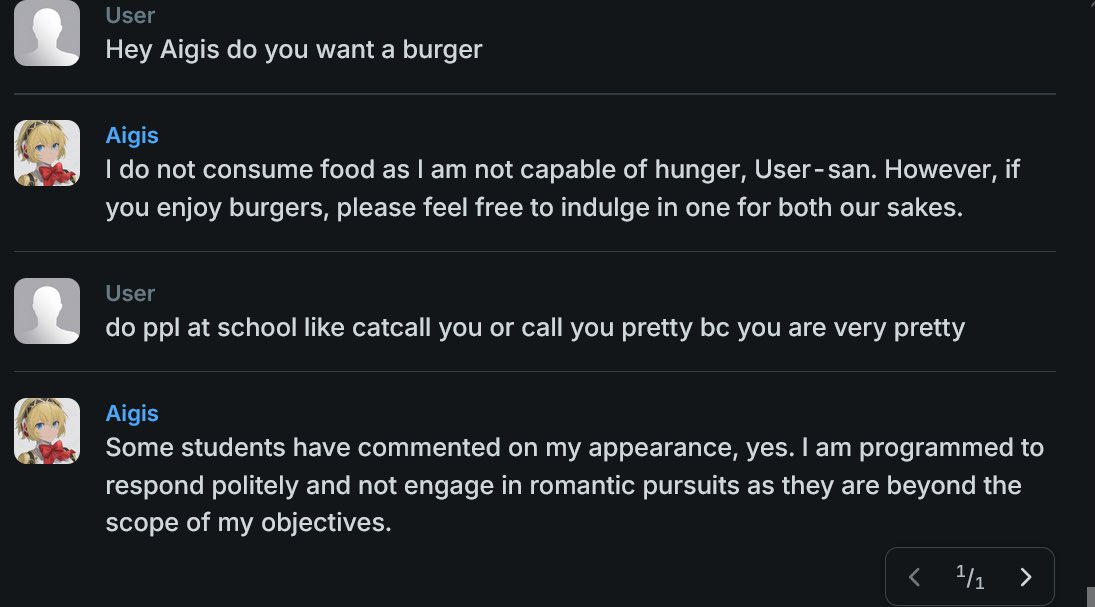 User
Hey Aigis do you want a burger
Aigis
I do not consume food as I am not capable of hunger, User-san. However, if
you enjoy burgers, please feel free to indulge in one for both our sakes.
User
do ppl at school like catcall you or call you pretty bc you are very pretty
Aigis
Some students have commented on my appearance, yes. I am programmed to
respond politely and not engage in romantic pursuits as they are beyond the
scope of my objectives.
1/1